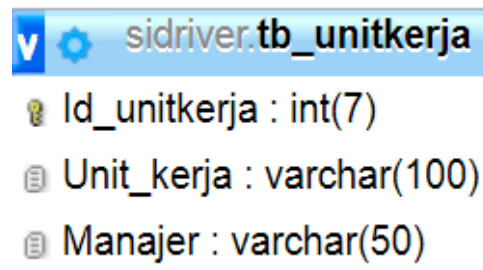 v sidriver.tb_unitkerja
Id_unitkerja : int(7)
Unit_kerja : varchar(100)
Manajer : varchar(50)